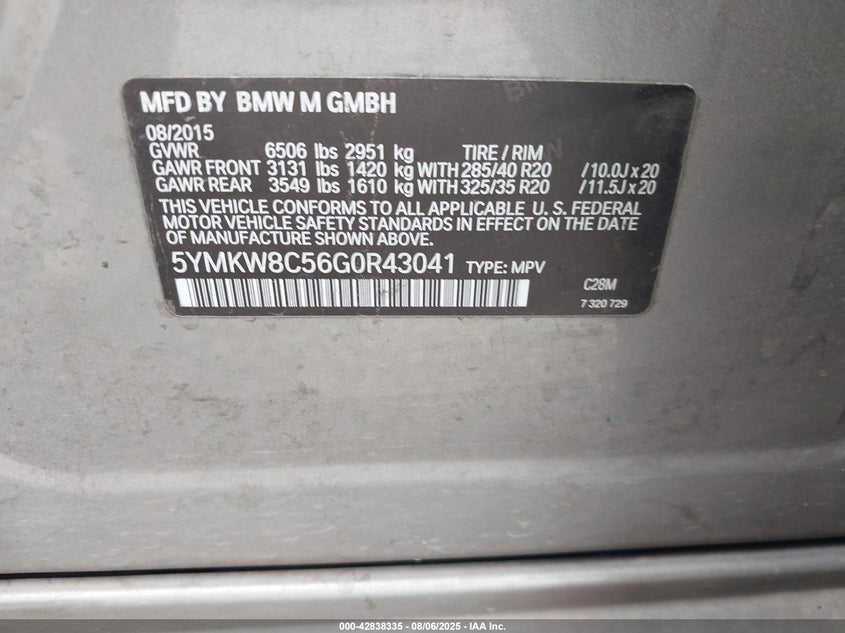 MFD BY BMW M GMBH
08/2015
GVWR 6506 lbs 2951 kg TIRE / RIM
GAWR FRONT 3131 lbs 1420 kg WITH 285/40 R20 /10.0J x 20
GAWR REAR 3549 lbs 1610 kg WITH 325/35 R20 /11.5J x 20
THIS VEHICLE CONFORMS TO ALL APPLICABLE U. S. FEDERAL
MOTOR VEHICLE SAFETY STANDARDS IN EFFECT ON THE DATE
OF MANUFACTURE SHOWN ABOVE.
5YMKW8C56G0R43041 TYPE: MPV
C28M
7 320 729
000-42838335 - 08/06/2025 - IAA Inc.